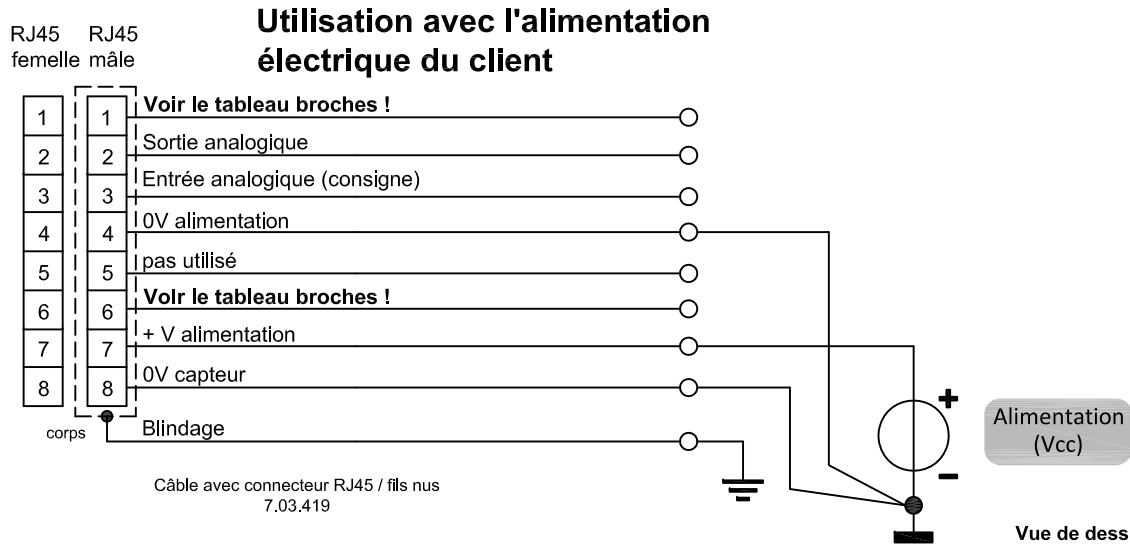 Utilisation avec l'alimentation
électrique du client
RJ45 RJ45
femelle mâle
1 1 Voir le tableau broches !
2 2 Sortie analogique
3 3 Entrée analogique (consigne)
4 4 0V alimentation
5 5 pas utilisé
6 6 VoIr le tableau broches !
7 7 + V alimentation
8 8 0V capteur
corps Blindage
+
Alimentation
(Vcc)
–
Câble avec connecteur RJ45 / fils nus
7.03.419
Vue de dess